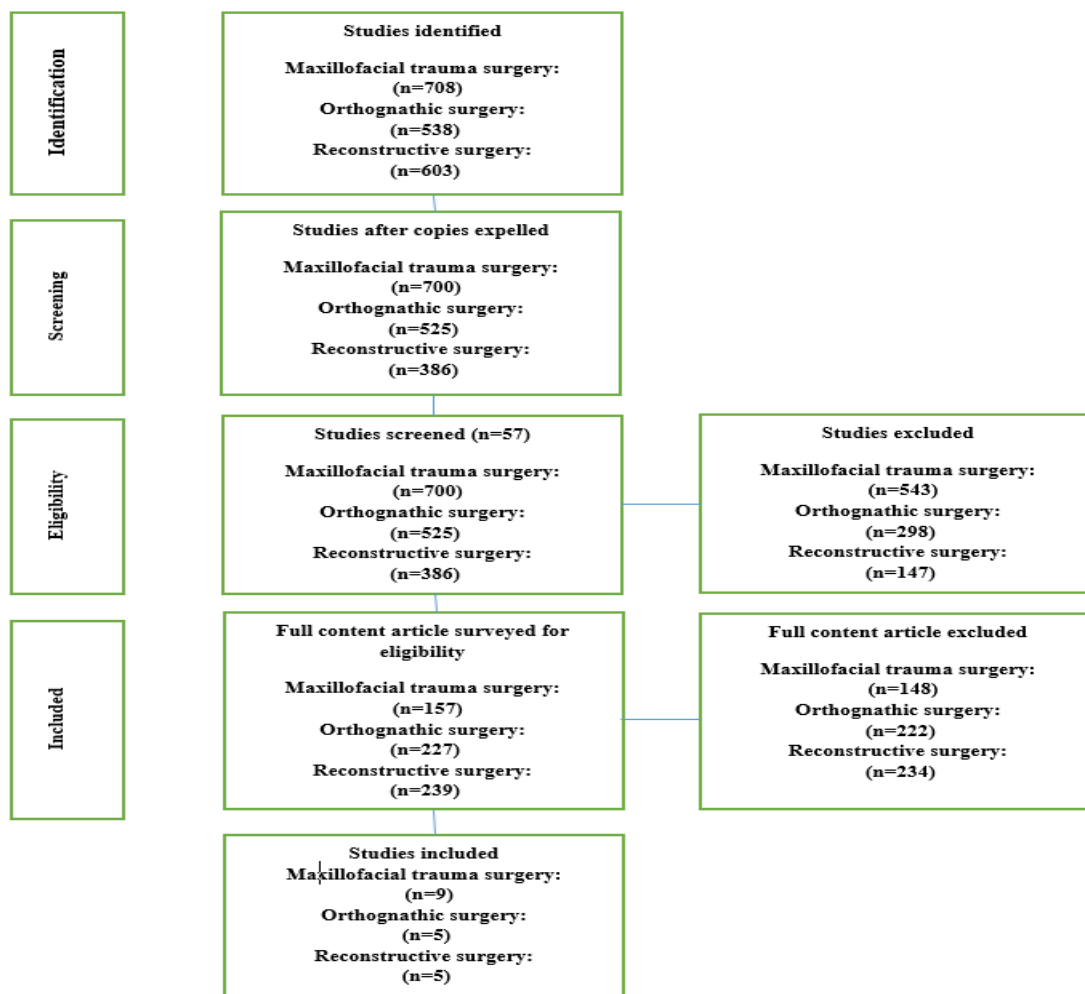 Identification
Studies identified
Maxillofacial trauma surgery:
(n=708)
Orthognathic surgery:
(n=538)
Reconstructive surgery:
(n=603)
Screening
Studies after copies expelled
Maxillofacial trauma surgery:
(n=700)
Orthognathic surgery:
(n=525)
Reconstructive surgery:
(n=386)
Eligibility
Studies screened (n=57)
Maxillofacial trauma surgery:
(n=700)
Orthognathic surgery:
(n=525)
Reconstructive surgery:
(n=386)
Studies excluded
Maxillofacial trauma surgery:
(n=543)
Orthognathic surgery:
(n=298)
Reconstructive surgery:
(n=147)
Included
Full content article surveyed for
eligibility
Maxillofacial trauma surgery:
(n=157)
Orthognathic surgery:
(n=227)
Reconstructive surgery:
(n=239)
Full content article excluded
Maxillofacial trauma surgery:
(n=148)
Orthognathic surgery:
(n=222)
Reconstructive surgery:
(n=234)
Studies included
Maxillofacial trauma surgery:
(n=9)
Orthognathic surgery:
(n=5)
Reconstructive surgery:
(n=5)